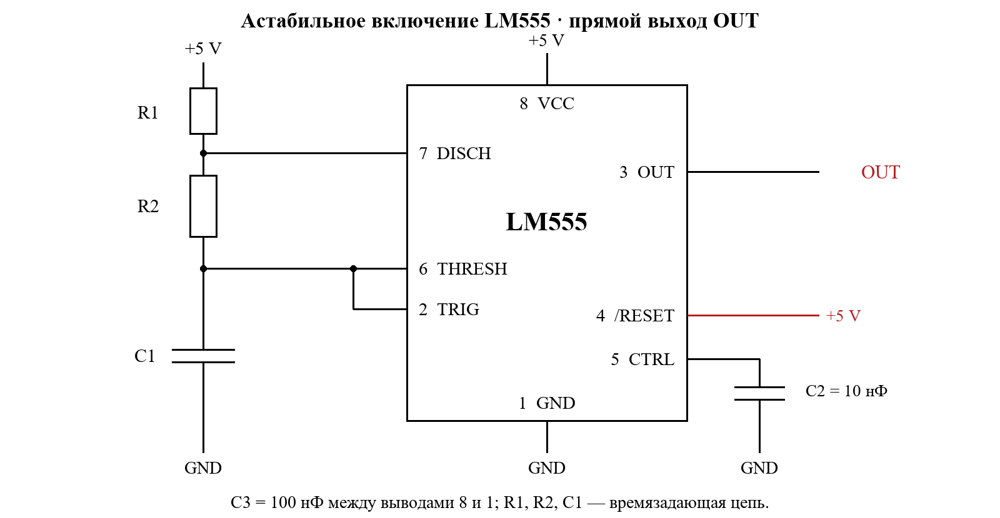 Астабильное включение LM555 · прямой выход OUT
+5 V
+5 V
R1
8 VCC
7 DISCH
3 OUT
OUT
R2
LM555
6 THRESH
2 TRIG
4 /RESET
+5 V
C1
5 CTRL
C2 = 10 нФ
1 GND
GND
GND
GND
C3 = 100 нФ между выводами 8 и 1; R1, R2, C1 — времязадающая цепь.